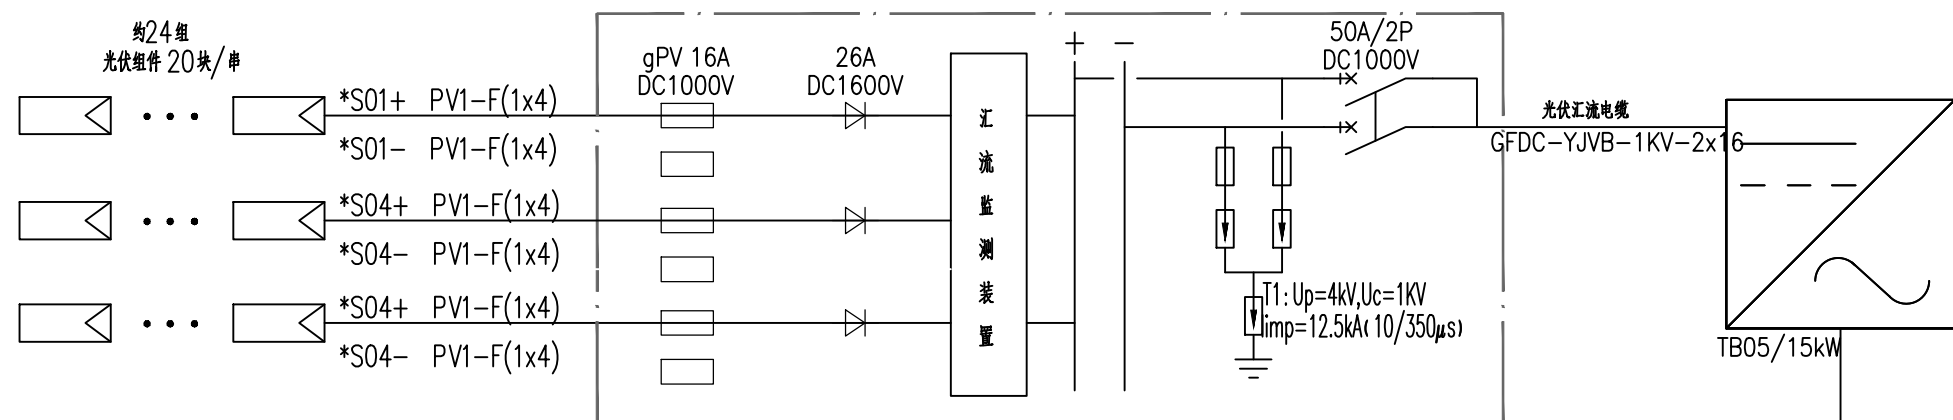 约24组
光伏组件 20块/串
*S01+ PV1-F(1x4)
*S01- PV1-F(1x4)
*S04+ PV1-F(1x4)
*S04- PV1-F(1x4)
*S04+ PV1-F(1x4)
*S04- PV1-F(1x4)
gPV 16A
DC1000V
26A
DC1600V
汇
流
监
测
装
置
+ -
50A/2P
DC1000V
T1:Up=4kV,Uc=1KV
iimp=12.5kA(10/350μs)
光伏汇流电缆
GFDC-YJVB-1KV-2x16
TB05/15kW